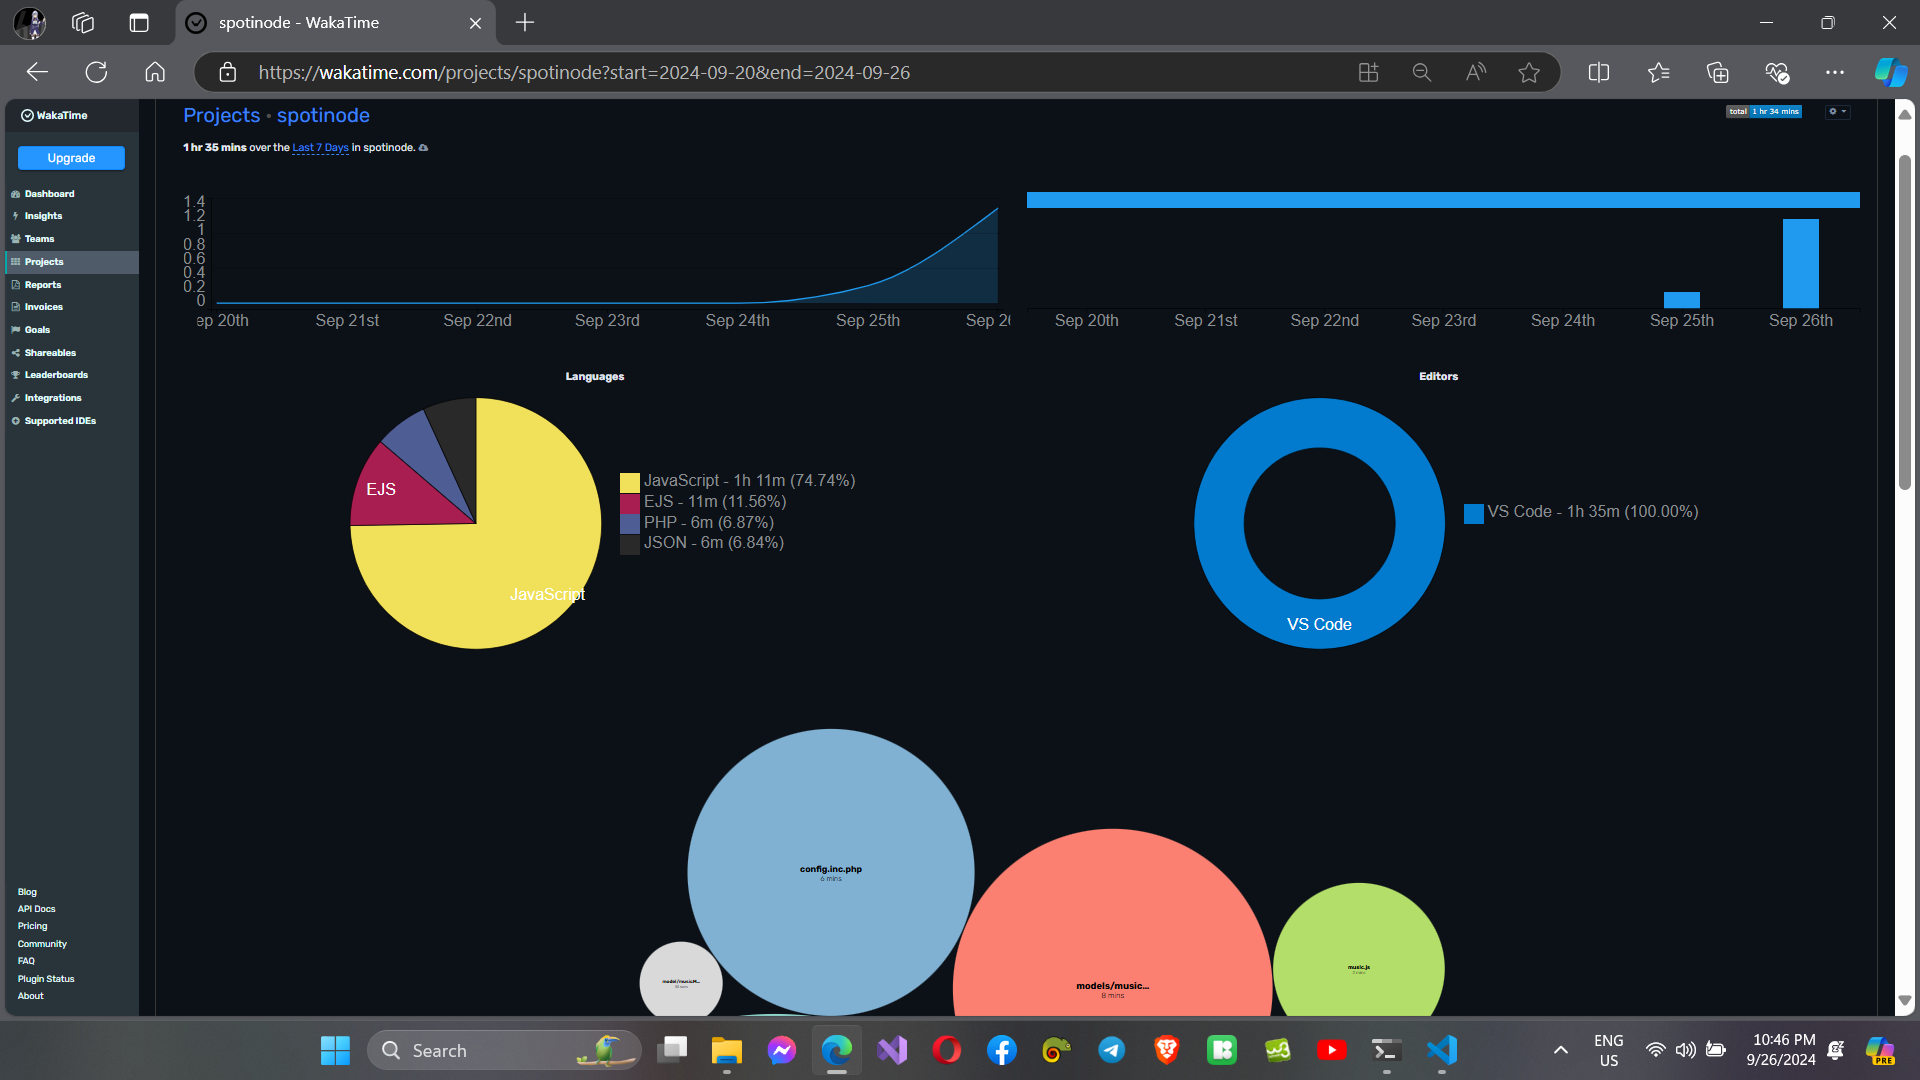 spotinode - WakaTime
https://wakatime.com/projects/spotinode?start=2024-09-20&end=2024-09-26
WakaTime
Upgrade
Dashboard
Insights
Teams
Projects
Reports
Invoices
Goals
Shareables
Leaderboards
Integrations
Supported IDEs
Blog
API Docs
Pricing
Community
FAQ
Plugin Status
About
Projects • spotinode
total 1 hr 34 mins
1 hr 35 mins over the Last 7 Days in spotinode.
1.4
1.2
1
0.8
0.6
0.4
0.2
0
ep 20th Sep 21st Sep 22nd Sep 23rd Sep 24th Sep 25th Sep 2
Sep 20th Sep 21st Sep 22nd Sep 23rd Sep 24th Sep 25th Sep 26th
Languages
EJS
JavaScript
JavaScript - 1h 11m (74.74%)
EJS - 11m (11.56%)
PHP - 6m (6.87%)
JSON - 6m (6.84%)
Editors
VS Code
VS Code - 1h 35m (100.00%)
config.inc.php
6 mins
models/music...
8 mins
music.js
model/musicM...
Search
ENG
US
10:46 PM
9/26/2024
PRE